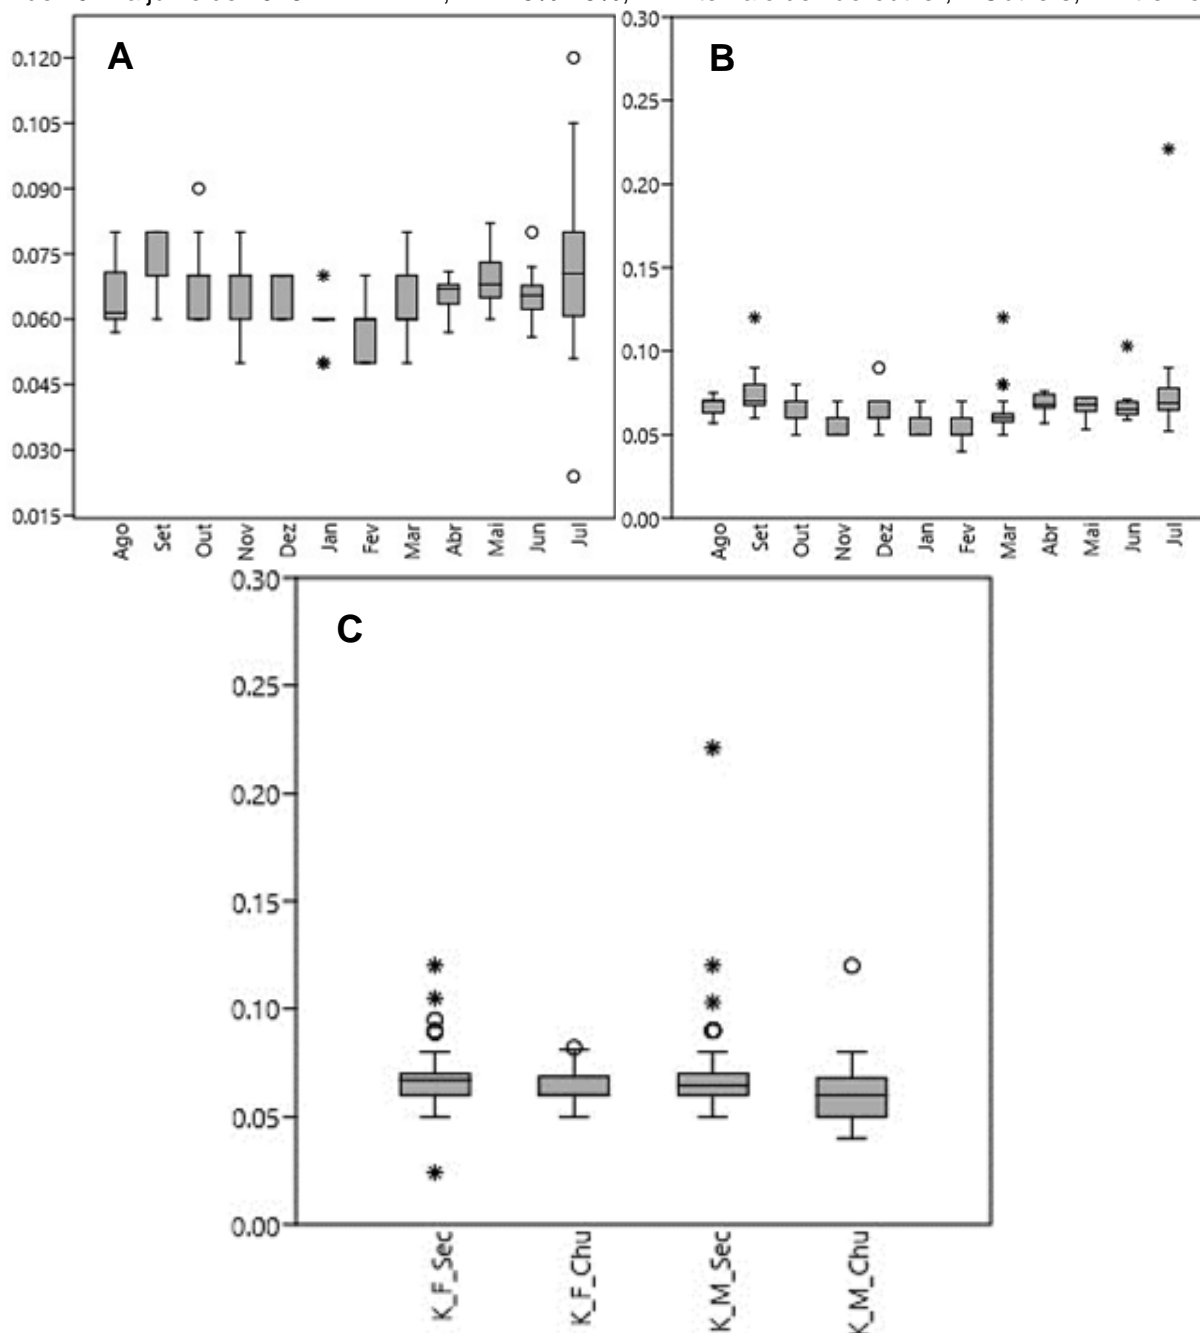 A
0.120
0.105
0.090
0.075
0.060
0.045
0.030
0.015
Ago
Set
Out
Nov
Dez
Jan
Fev
Mar
Abr
Mai
Jun
Jul
B
0.30
0.25
0.20
0.15
0.10
0.05
0.00
Ago
Set
Out
Nov
Dez
Jan
Fev
Mar
Abr
Mai
Jun
Jul
C
0.30
0.25
0.20
0.15
0.10
0.05
0.00
K_F_Sec
K_F_Chu
K_M_Sec
K_M_Chu